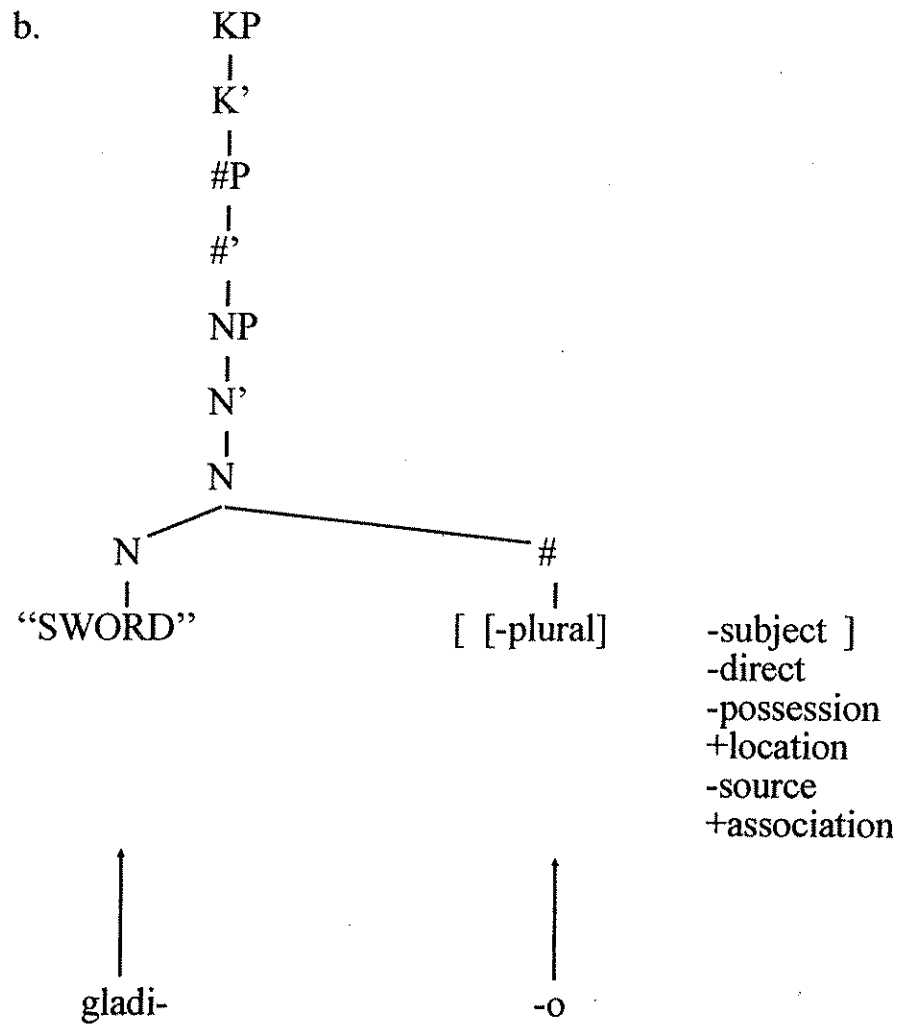 b. KP
K’
#P
#’
NP
N’
N
N #
“SWORD” [ [-plural] -subject ]
-direct
-possession
+location
-source
+association
gladi- -o